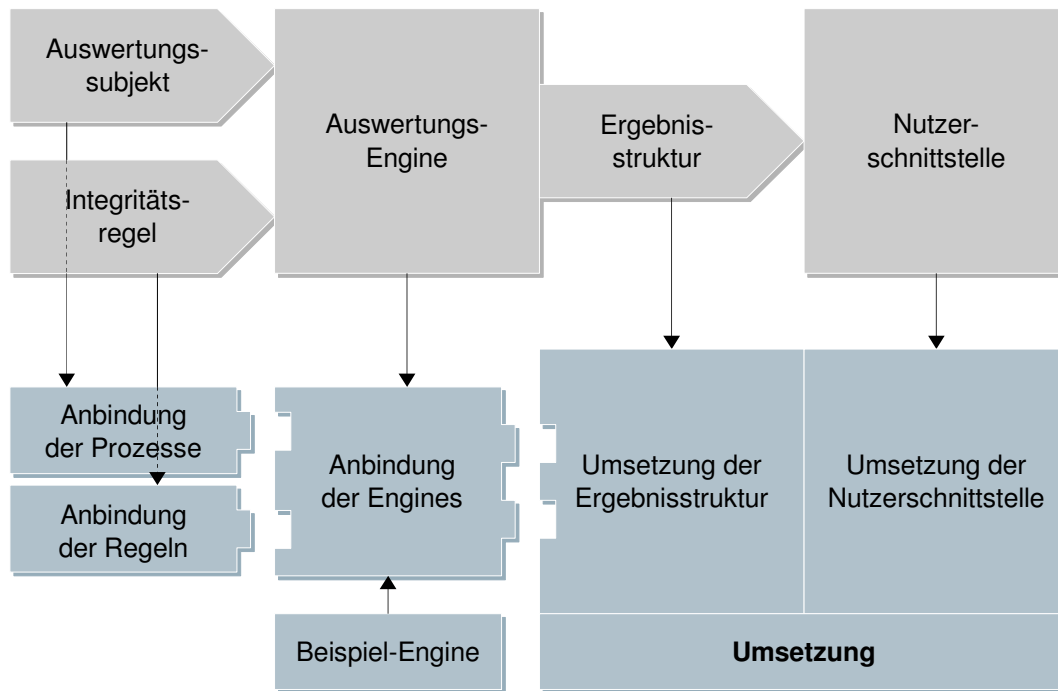 Auswertungs-
subjekt
Integritäts-
regel
Auswertungs-
Engine
Ergebnis-
struktur
Nutzer-
schnittstelle
Anbindung
der Prozesse
Anbindung
der Regeln
Anbindung
der Engines
Umsetzung der
Ergebnisstruktur
Umsetzung der
Nutzerschnittstelle
Beispiel-Engine
Umsetzung